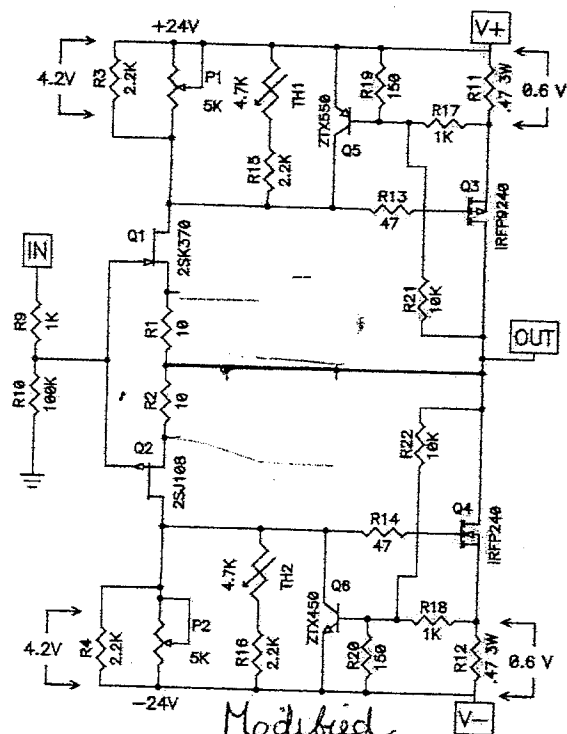 +24V
V+
4.2V
R3
2.2K
P1
5K
4.7K
TH1
R15
2.2K
ZTX550
Q5
R19
150
R17
1K
R11
.47 3W
0.6 V
Q1
2SK370
R13
47
Q3
IRFP9240
IN
R9
1K
R1
10
R21
10K
OUT
R10
100K
R2
10
Q2
2SJ108
R22
10K
R14
47
Q4
IRFP240
4.2V
R4
2.2K
P2
5K
4.7K
TH2
R16
2.2K
ZTX450
Q6
R20
150
R18
1K
R12
.47 3W
0.6 V
-24V
V-
Modified